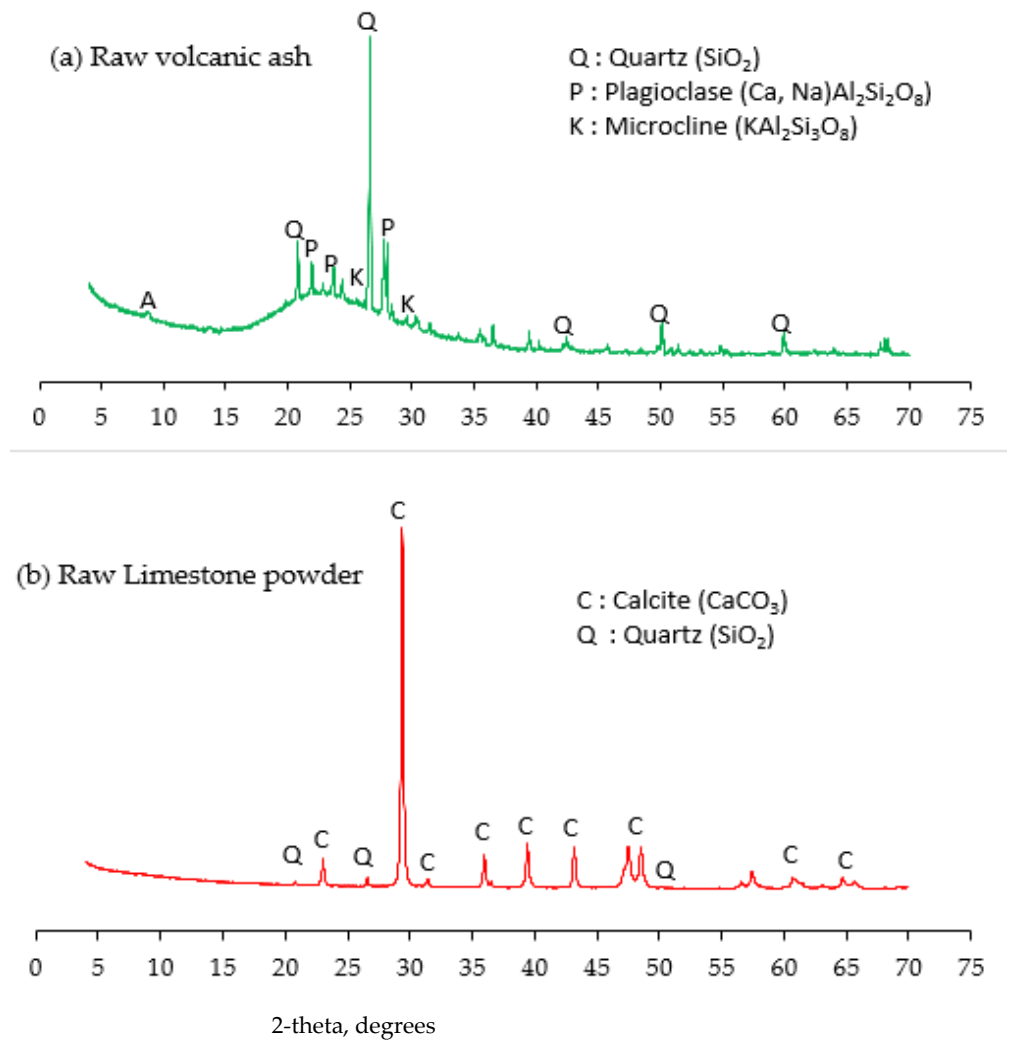 (a) Raw volcanic ash
Q : Quartz (SiO₂)
P : Plagioclase (Ca, Na)Al₂Si₂O₈)
K : Microcline (KAl₂Si₃O₈)
Q
Q
P
P
P
K
K
A
Q
Q
Q
0 5 10 15 20 25 30 35 40 45 50 55 60 65 70 75
(b) Raw Limestone powder
C : Calcite (CaCO₃)
Q : Quartz (SiO₂)
C
Q
C
Q
C
C
C
C
C
Q
C
C
0 5 10 15 20 25 30 35 40 45 50 55 60 65 70 75
2-theta, degrees